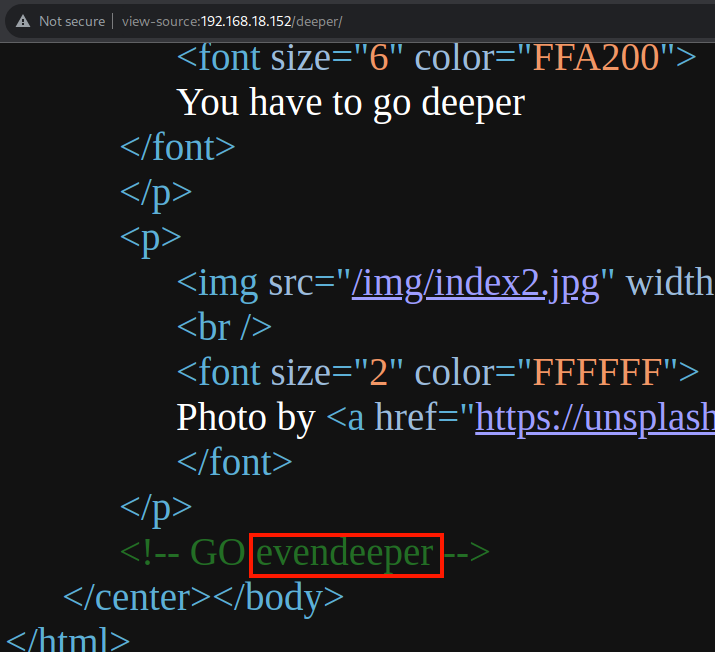 Not secure | view-source:192.168.18.152/deeper/
<font size="6" color="FFA200">
You have to go deeper
</font>
</p>
<p>
<img src="/img/index2.jpg" width
<br />
<font size="2" color="FFFFFF">
Photo by <a href="https://unsplash
</font>
</p>
<!-- GO evendeeper -->
</center></body>
</html>